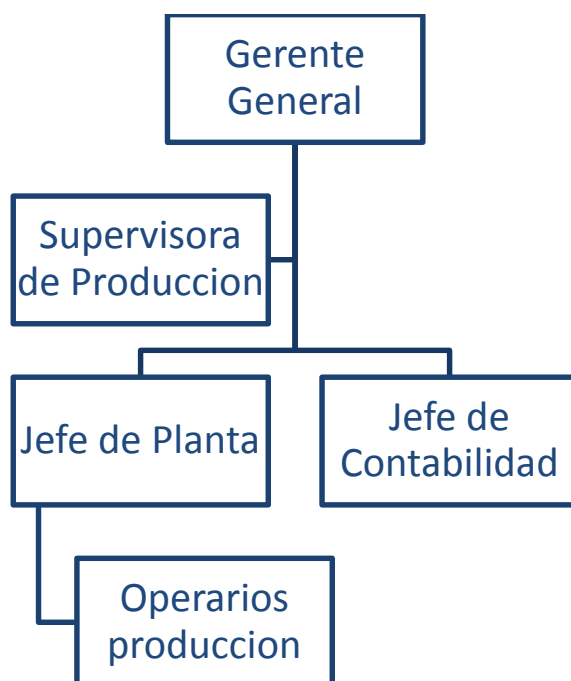 Gerente
General
Supervisora
de Produccion
Jefe de Planta
Jefe de
Contabilidad
Operarios
produccion